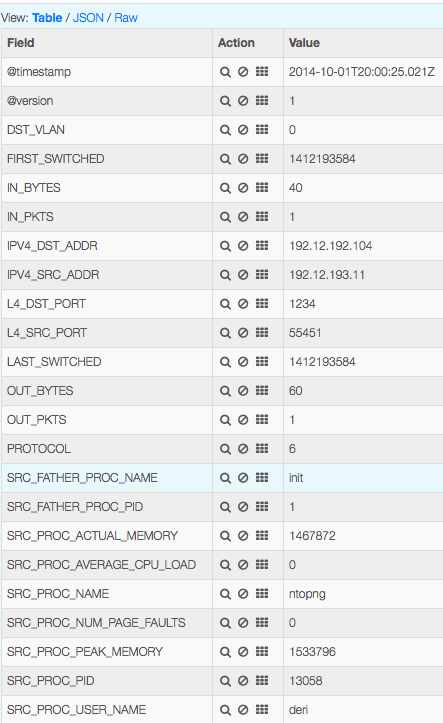 View: Table / JSON / Raw
Field Action Value
@timestamp 2014-10-01T20:00:25.021Z
@version 1
DST_VLAN 0
FIRST_SWITCHED 1412193584
IN_BYTES 40
IN_PKTS 1
IPV4_DST_ADDR 192.12.192.104
IPV4_SRC_ADDR 192.12.193.11
L4_DST_PORT 1234
L4_SRC_PORT 55451
LAST_SWITCHED 1412193584
OUT_BYTES 60
OUT_PKTS 1
PROTOCOL 6
SRC_FATHER_PROC_NAME init
SRC_FATHER_PROC_PID 1
SRC_PROC_ACTUAL_MEMORY 1467872
SRC_PROC_AVERAGE_CPU_LOAD 0
SRC_PROC_NAME ntopng
SRC_PROC_NUM_PAGE_FAULTS 0
SRC_PROC_PEAK_MEMORY 1533796
SRC_PROC_PID 13058
SRC_PROC_USER_NAME deri